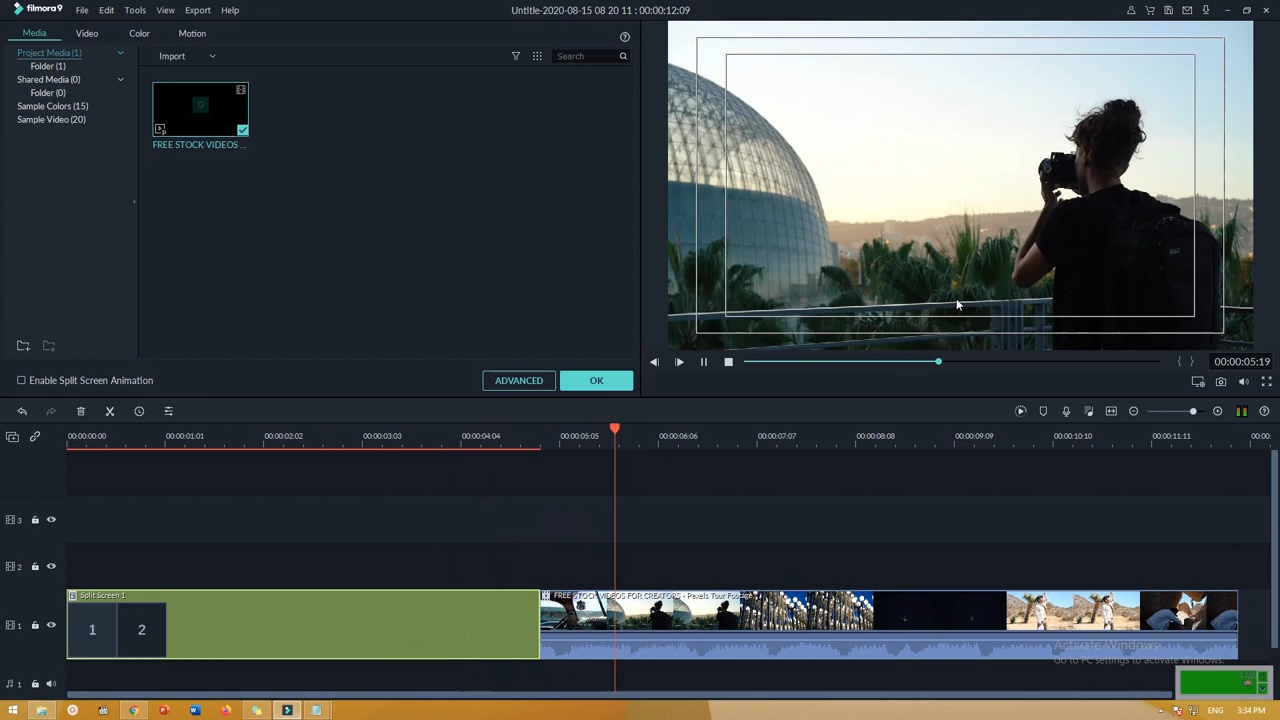 filmora9 File Edit Tools View Export Help
Untitle-2020-08-15 08 20 11 : 00:00:12:09
Media Video Color Motion
Project Media (1)
Folder (1)
Shared Media (0)
Folder (0)
Sample Colors (15)
Sample Video (20)
Import
Search
FREE STOCK VIDEOS ...
Enable Split Screen Animation
ADVANCED
OK
00:00:05:19
00:00:00:00 00:00:01:01 00:00:02:02 00:00:03:03 00:00:04:04 00:00:05:05 00:00:06:06 00:00:07:07 00:00:08:08 00:00:09:09 00:00:10:10 00:00:11:11 00:00:
3
2
Split Screen 1
FREE STOCK VIDEOS FOR CREATORS - Pexels Tour Footage
1
1 2
Activate Windows
Go to PC settings to activate Windows.
1
ENG 3:34 PM